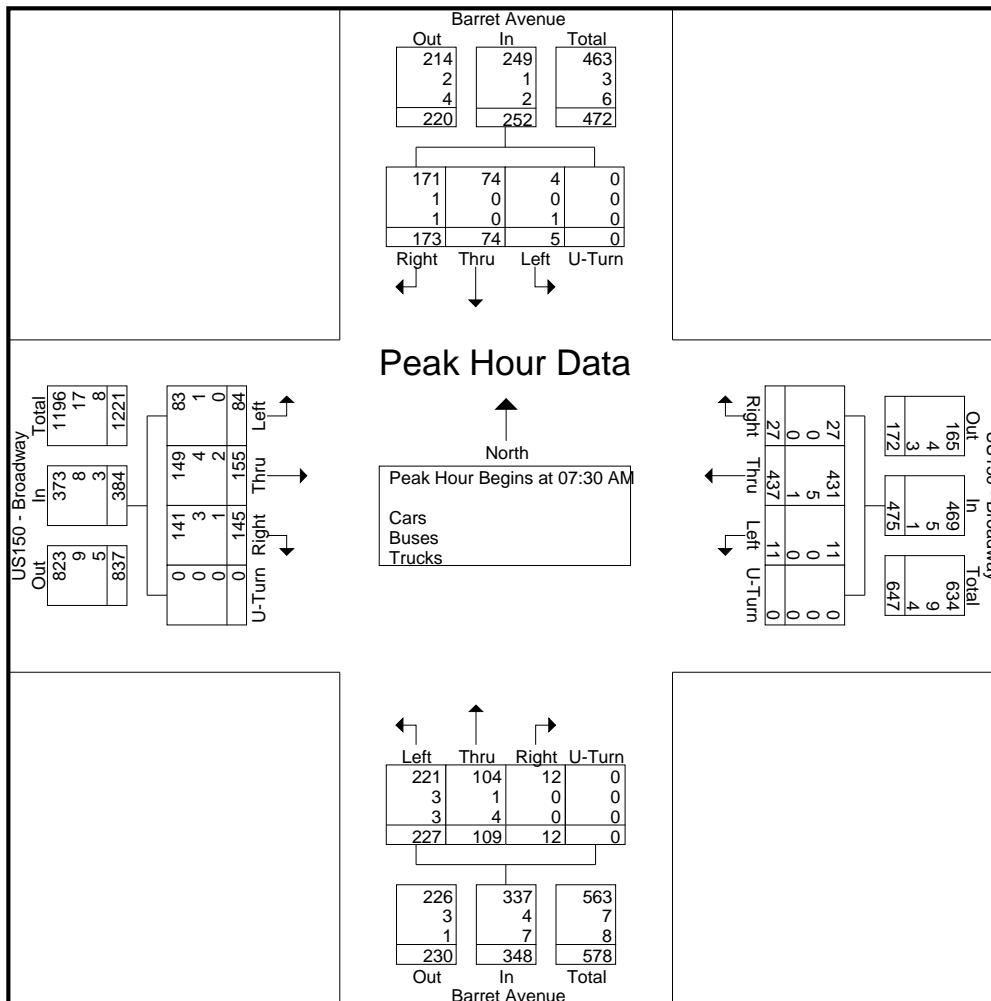 Barret Avenue
Out In Total
214 249 463
2 1 3
4 2 6
220 252 472
171 74 4 0
1 0 0 0
1 0 1 0
173 74 5 0
Right Thru Left U-Turn
Peak Hour Data
North
Peak Hour Begins at 07:30 AM
Cars
Buses
Trucks
US150 - Broadway
Total
1196 17 8 1221
In
373 8 3 384
Out
823 9 5 837
Left
83 1 0 84
Thru
149 4 2 155
Right
141 3 1 145
U-Turn
0 0 0 0
Right
27 0 0 27
Thru
431 5 1 437
Left
11 0 0 11
U-Turn
0 0 0 0
US150 - Broadway
Out
165 4 3 172
In
469 5 1 475
Total
634 9 4 647
Left Thru Right U-Turn
221 104 12 0
3 1 0 0
3 4 0 0
227 109 12 0
226 337 563
3 4 7
1 7 8
230 348 578
Out In Total
Barret Avenue